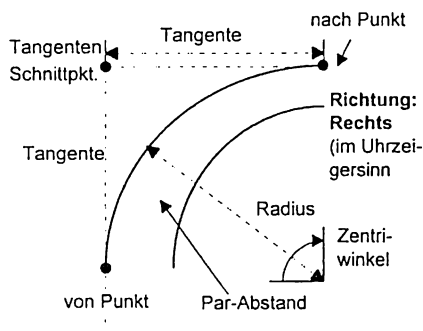 nach Punkt
Tangente
Tangenten
Schnittpkt.
Richtung:
Rechts
(im Uhrzei-
gersinn
Tangente
Radius
Zentri-
winkel
von Punkt
Par-Abstand